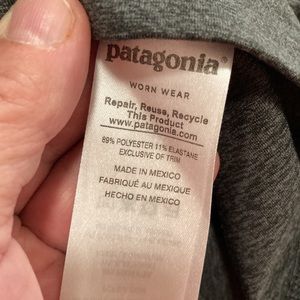 patagonia®
WORN WEAR
Repair, Reuse, Recycle
This Product
www.patagonia.com
89% POLYESTER 11% ELASTANE
EXCLUSIVE OF TRIM
MADE IN MEXICO
FABRIQUÉ AU MEXIQUE
HECHO EN MEXICO